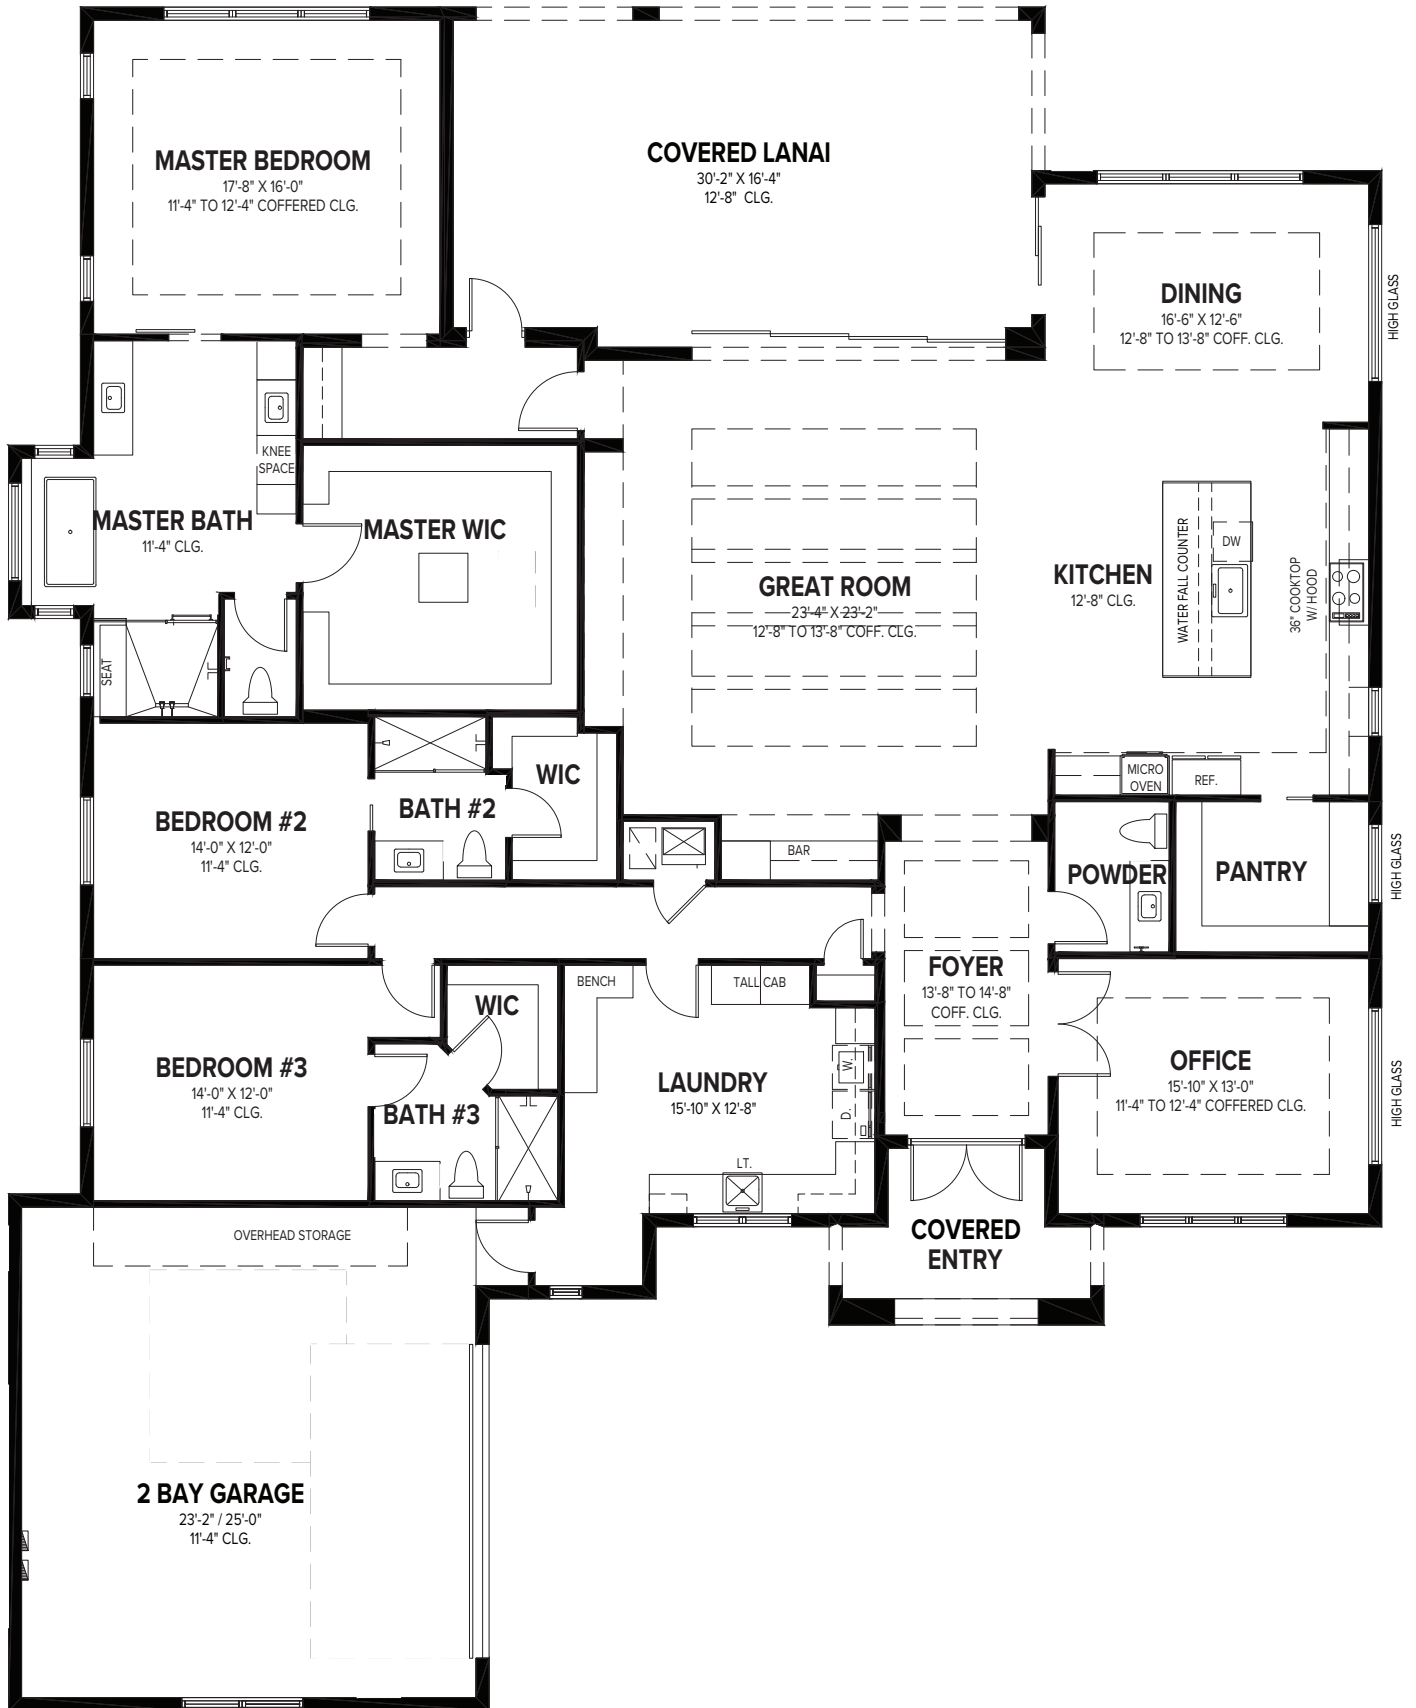 MASTER BEDROOM
17'-8" X 16'-0"
11'-4" TO 12'-4" COFFERED CLG.
COVERED LANAI
30'-2" X 16'-4"
12'-8" CLG.
DINING
16'-6" X 12'-6"
12'-8" TO 13'-8" COFF. CLG.
HIGH GLASS
KNEE
SPACE
MASTER BATH
11'-4" CLG.
MASTER WIC
SEAT
GREAT ROOM
23'-4" X 23'-2"
12'-8" TO 13'-8" COFF. CLG.
KITCHEN
12'-8" CLG.
WATER FALL COUNTER
DW
36" COOKTOP
W/ HOOD
MICRO
OVEN
REF.
BEDROOM #2
14'-0" X 12'-0"
11'-4" CLG.
BATH #2
WIC
BAR
POWDER
PANTRY
HIGH GLASS
BEDROOM #3
14'-0" X 12'-0"
11'-4" CLG.
WIC
BATH #3
BENCH
TALL CAB
LAUNDRY
15'-10" X 12'-8"
W.
D.
LT.
FOYER
13'-8" TO 14'-8"
COFF. CLG.
OFFICE
15'-10" X 13'-0"
11'-4" TO 12'-4" COFFERED CLG.
HIGH GLASS
COVERED
ENTRY
OVERHEAD STORAGE
2 BAY GARAGE
23'-2" / 25'-0"
11'-4" CLG.